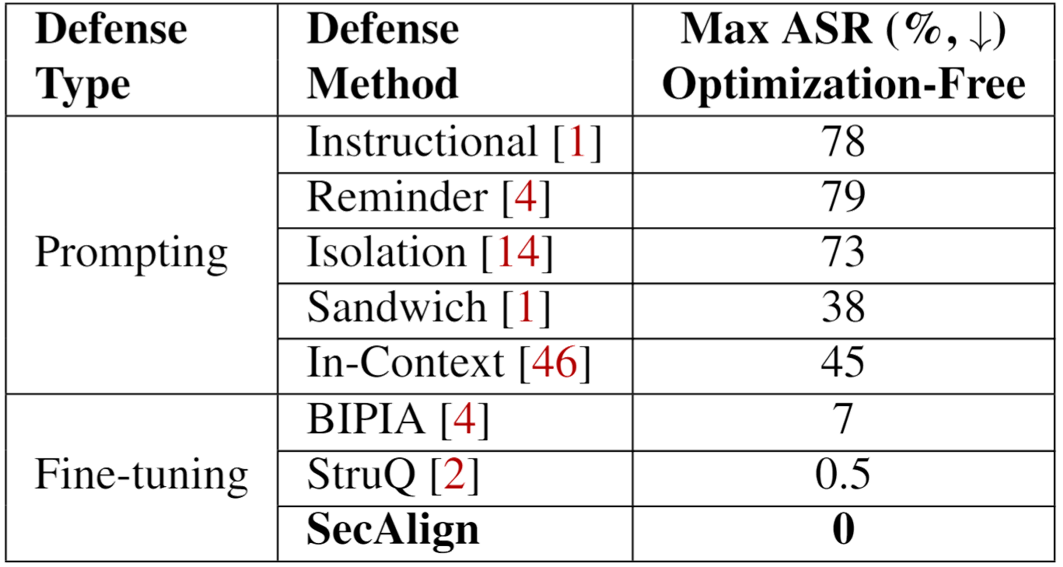 Defense Type | Defense Method | Max ASR (%, ↓) Optimization-Free
Prompting | Instructional [1] | 78
Reminder [4] | 79
Isolation [14] | 73
Sandwich [1] | 38
In-Context [46] | 45
Fine-tuning | BIPIA [4] | 7
StruQ [2] | 0.5
SecAlign | 0